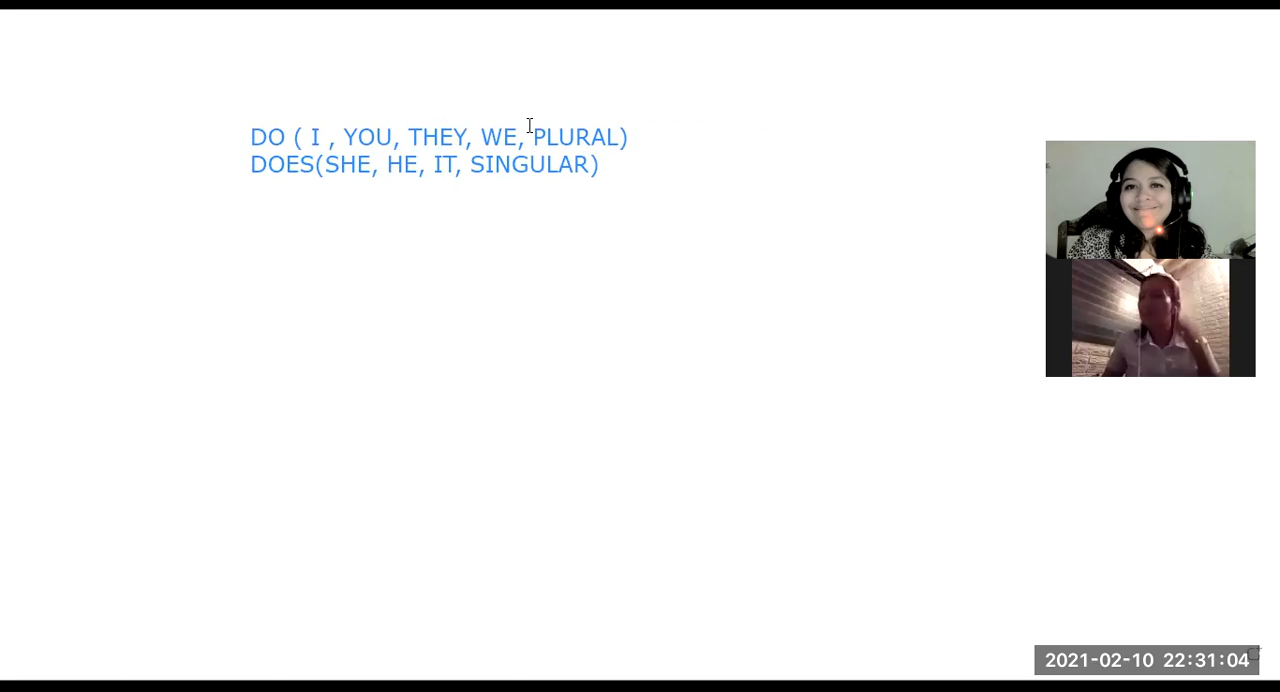 DO ( I , YOU, THEY, WE, PLURAL)
DOES(SHE, HE, IT, SINGULAR)
2021-02-10 22:31:04